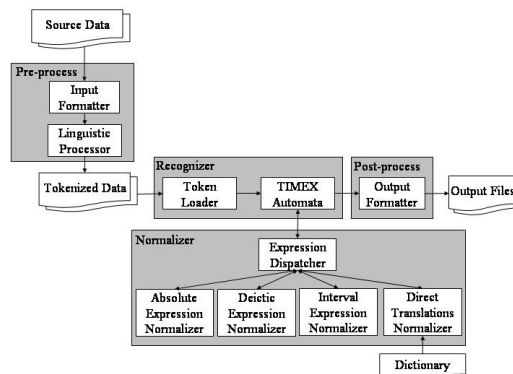 Source Data
Pre-process
Input
Formatter
Linguistic
Processor
Tokenized Data
Recognizer
Token
Loader
TIMEX
Automata
Post-process
Output
Formatter
Output Files
Normalizer
Expression
Dispatcher
Absolute
Expression
Normalizer
Deictic
Expression
Normalizer
Interval
Expression
Normalizer
Direct
Translations
Normalizer
Dictionary